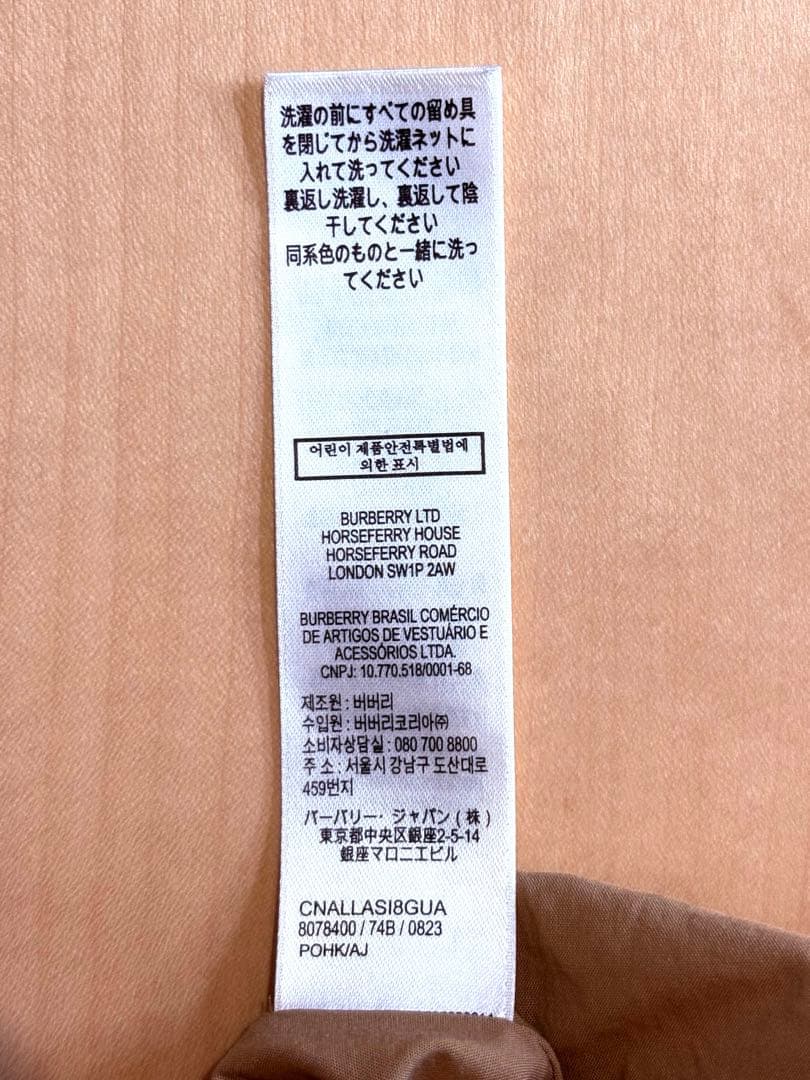 洗濯の前にすべての留め具
を閉じてから洗濯ネットに
入れて洗ってください
裏返し洗濯し、裏返して陰
干してください
同系色のものと一緒に洗っ
てください
어린이 제품안전특별법에
의한 표시
BURBERRY LTD
HORSEFERRY HOUSE
HORSEFERRY ROAD
LONDON SW1P 2AW
BURBERRY BRASIL COMÉRCIO
DE ARTIGOS DE VESTUÁRIO E
ACESSÓRIOS LTDA.
CNPJ: 10.770.518/0001-68
제조원 : 버버리
수입원 : 버버리코리아㈜
소비자상담실 : 080 700 8800
주 소 : 서울시 강남구 도산대로
459번지
バーバリー・ジャパン ( 株 )
東京都中央区銀座2-5-14
銀座マロニエビル
CNALLASI8GUA
8078400 / 74B / 0823
POHK/AJ